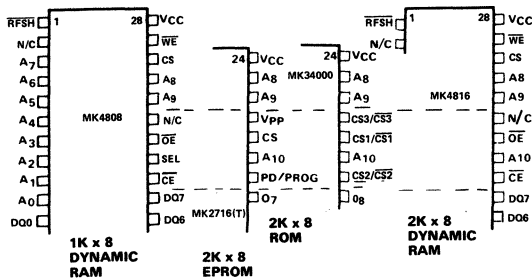 RFSH
N/C
A7
A6
A5
A4
A3
A2
A1
A0
DQ0
1 28
MK4808
VCC
WE
CS
A8
A9
N/C
OE
SEL
CE
DQ7
DQ6
1K x 8
DYNAMIC
RAM
24
VCC
A8
A9
VPP
CS
A10
PD/PROG
O7
MK2716(T)
2K x 8
EPROM
24
MK34000
VCC
A8
A9
CS3/CS3
CS1/CS1
A10
CS2/CS2
08
2K x 8
ROM
RFSH
N/C
1 28
MK4816
VCC
WE
CS
A8
A9
N/C
OE
A10
CE
DQ7
DQ6
2K x 8
DYNAMIC
RAM